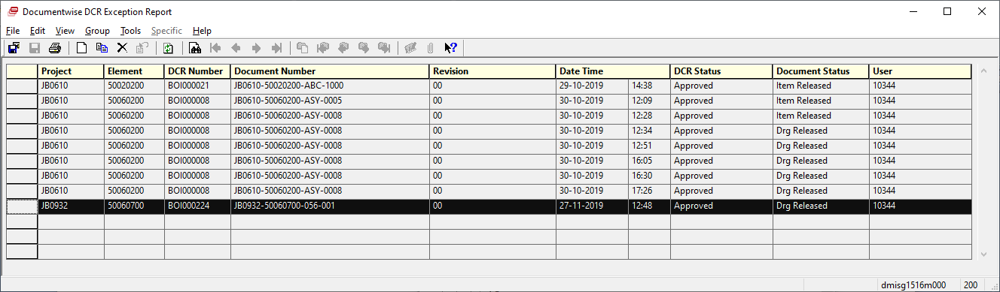 Documentwise DCR Exception Report
File Edit View Group Tools Specific Help
Project Element DCR Number Document Number Revision Date Time DCR Status Document Status User
JB0610 50020200 BOI000021 JB0610-50020200-ABC-1000 00 29-10-2019 14:38 Approved Item Released 10344
JB0610 50060200 BOI000008 JB0610-50060200-ASY-0005 00 30-10-2019 12:09 Approved Item Released 10344
JB0610 50060200 BOI000008 JB0610-50060200-ASY-0008 00 30-10-2019 12:28 Approved Item Released 10344
JB0610 50060200 BOI000008 JB0610-50060200-ASY-0008 00 30-10-2019 12:34 Approved Drg Released 10344
JB0610 50060200 BOI000008 JB0610-50060200-ASY-0008 00 30-10-2019 12:51 Approved Drg Released 10344
JB0610 50060200 BOI000008 JB0610-50060200-ASY-0008 00 30-10-2019 16:05 Approved Drg Released 10344
JB0610 50060200 BOI000008 JB0610-50060200-ASY-0008 00 30-10-2019 16:30 Approved Drg Released 10344
JB0610 50060200 BOI000008 JB0610-50060200-ASY-0008 00 30-10-2019 17:26 Approved Drg Released 10344
JB0932 50060700 BOI000224 JB0932-50060700-056-001 00 27-11-2019 12:48 Approved Drg Released 10344
dmisg1516m000 200